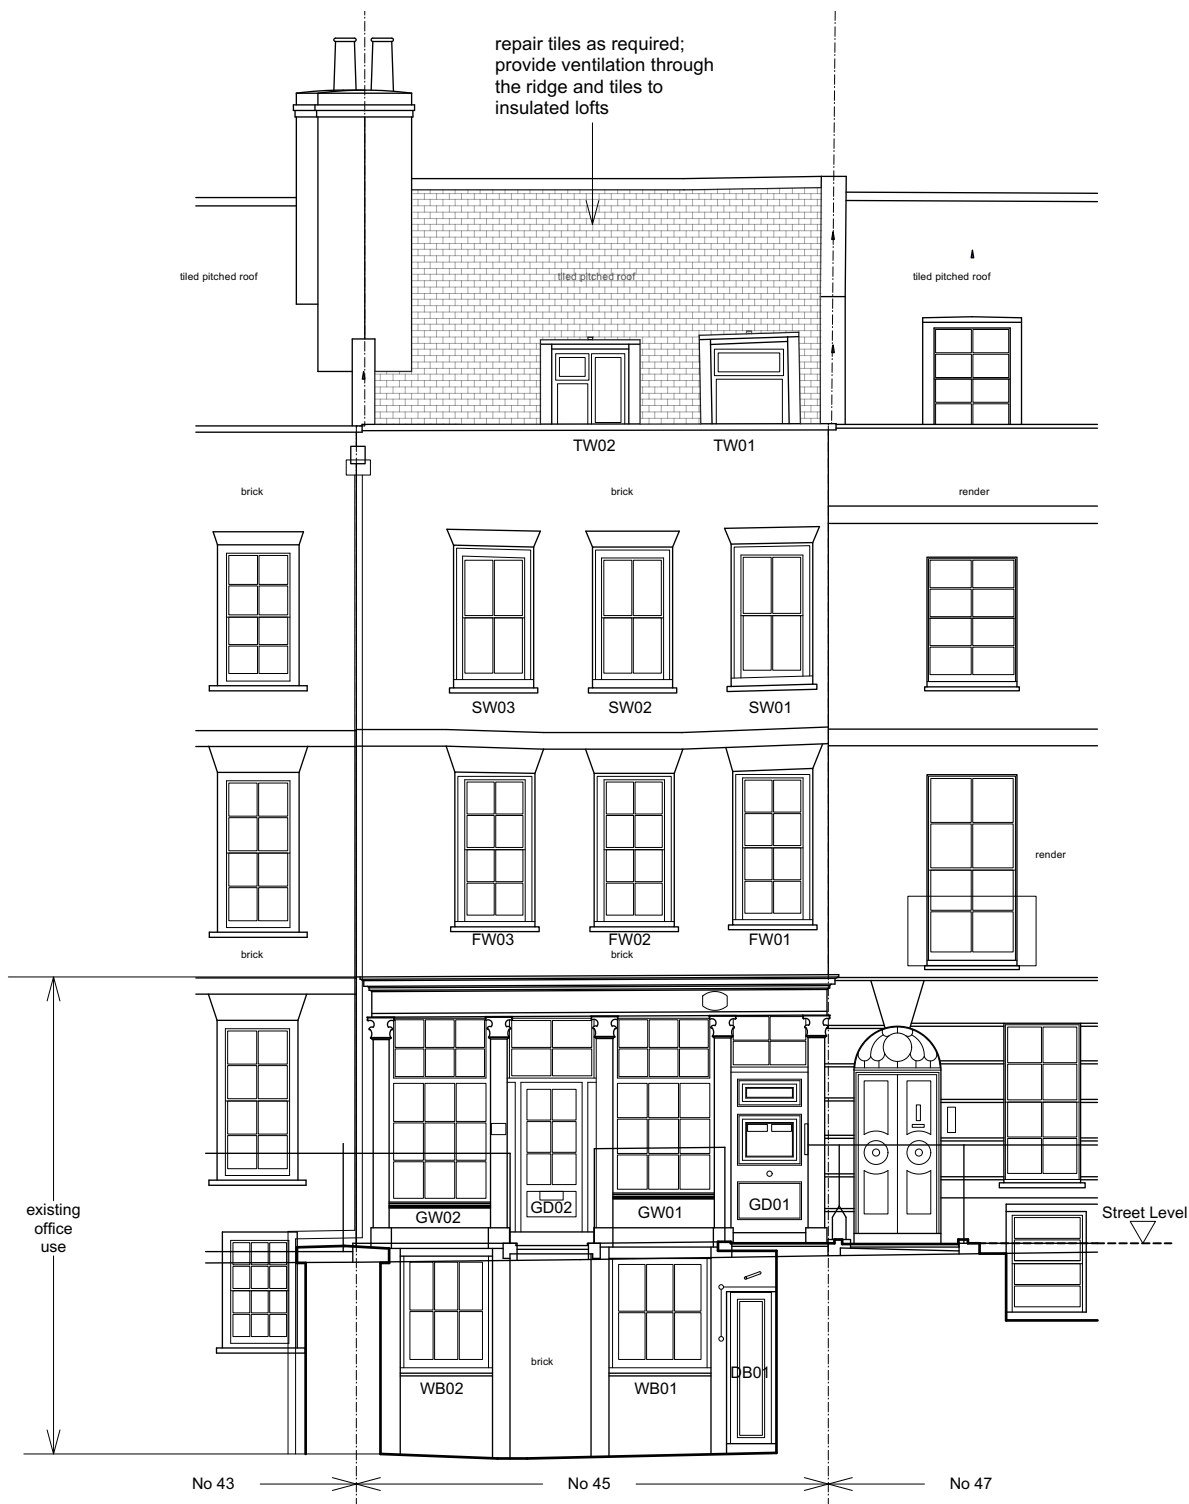 repair tiles as required;
provide ventilation through
the ridge and tiles to
insulated lofts
tiled pitched roof
tiled pitched roof
tiled pitched roof
TW02
TW01
brick
brick
render
SW03
SW02
SW01
render
FW03
FW02
FW01
brick
brick
existing
office
use
GW02
GD02
GW01
GD01
Street Level
brick
DB01
WB02
WB01
No 43
No 45
No 47